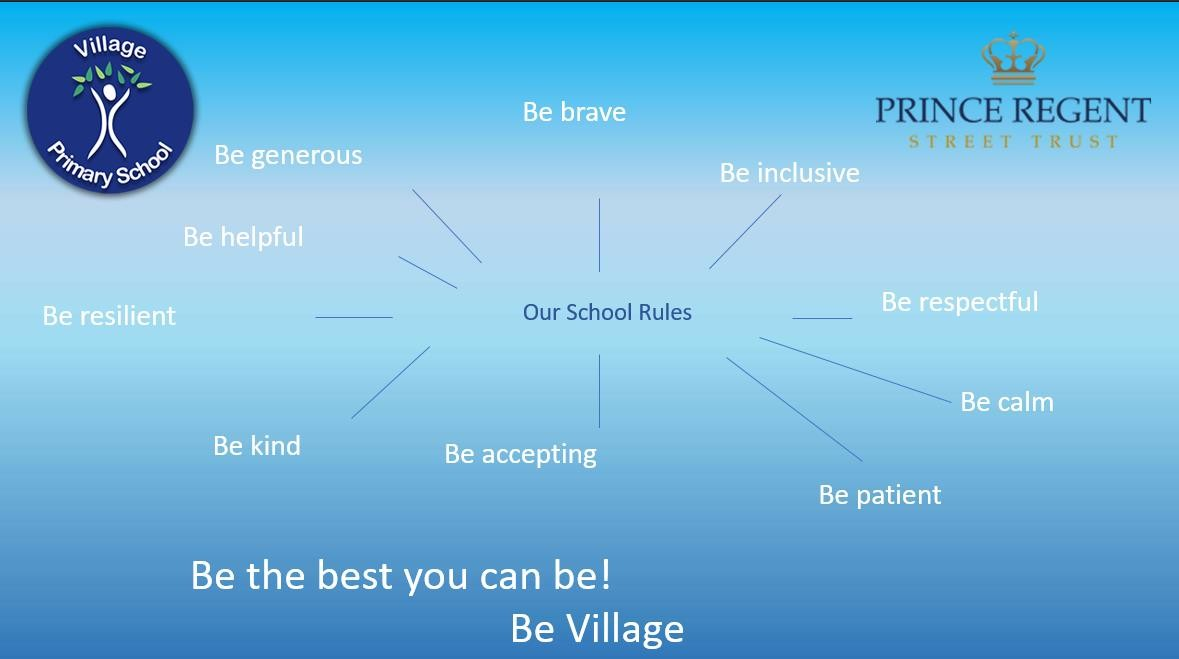 Village
Primary School
PRINCE REGENT
STREET TRUST
Be brave
Be generous
Be inclusive
Be helpful
Be resilient
Our School Rules
Be respectful
Be calm
Be kind
Be accepting
Be patient
Be the best you can be!
Be Village